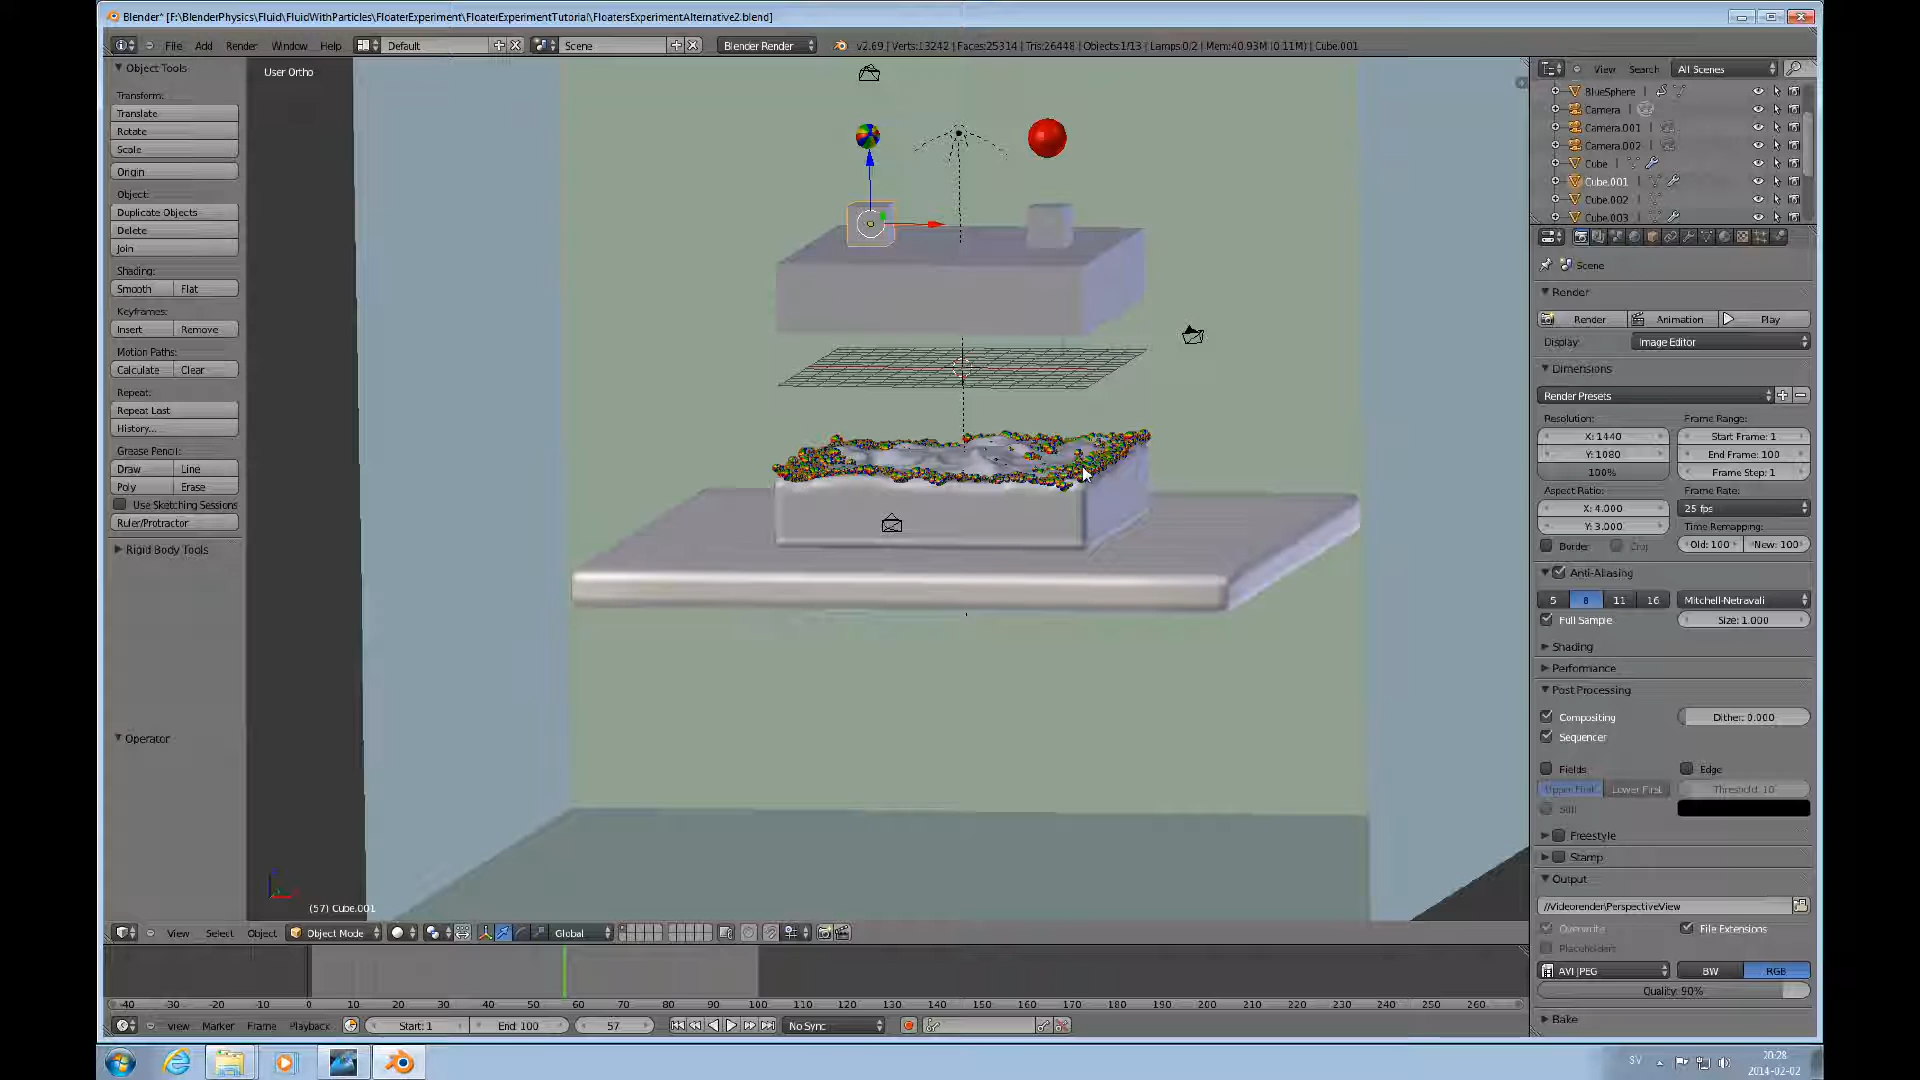 Blender* [F:\BlenderPhysics\Fluid\FluidWithParticles\FloaterExperiment\FloaterExperimentTutorial\FloatersExperimentAlternative2.blend]
File Add Render Window Help Default Scene Blender Render v2.69 | Verts:13242 | Faces:25314 | Tris:26448 | Objects:1/13 | Lamps:0/2 | Mem:40.93M (0.11M) | Cube.001
Object Tools
Transform:
Translate
Rotate
Scale
Origin
Object:
Duplicate Objects
Delete
Join
Shading:
Smooth Flat
Keyframes:
Insert Remove
Motion Paths:
Calculate Clear
Repeat:
Repeat Last
History...
Grease Pencil:
Draw Line
Poly Erase
Use Sketching Sessions
Ruler/Protractor
Rigid Body Tools
Operator
User Ortho
(57) Cube.001
View Select Object Object Mode Global
-40 -30 -20 -10 0 10 20 30 40 50 60 70 80 90 100 110 120 130 140 150 160 170 180 190 200 210 220 230 240 250 260
View Marker Frame Playback Start: 1 End: 100 57 No Sync
View Search All Scenes
BlueSphere
Camera
Camera.001
Camera.002
Cube
Cube.001
Cube.002
Cube.003
Scene
Render
Render Animation Play
Display: Image Editor
Dimensions
Render Presets
Resolution: Frame Range:
X: 1440 Start Frame: 1
Y: 1080 End Frame: 100
100% Frame Step: 1
Aspect Ratio: Frame Rate:
X: 4.000 25 fps
Y: 3.000 Time Remapping:
Border Crop Old: 100 New: 100
Anti-Aliasing
5 8 11 16 Mitchell-Netravali
Full Sample Size: 1.000
Shading
Performance
Post Processing
Compositing Dither: 0.000
Sequencer
Fields Edge
Upper First Lower First Threshold: 10
Still
Freestyle
Stamp
Output
//Videorender\PerspectiveView
Overwrite File Extensions
Placeholders
AVI JPEG BW RGB
Quality: 90%
Bake
SV 20:28
2014-02-02